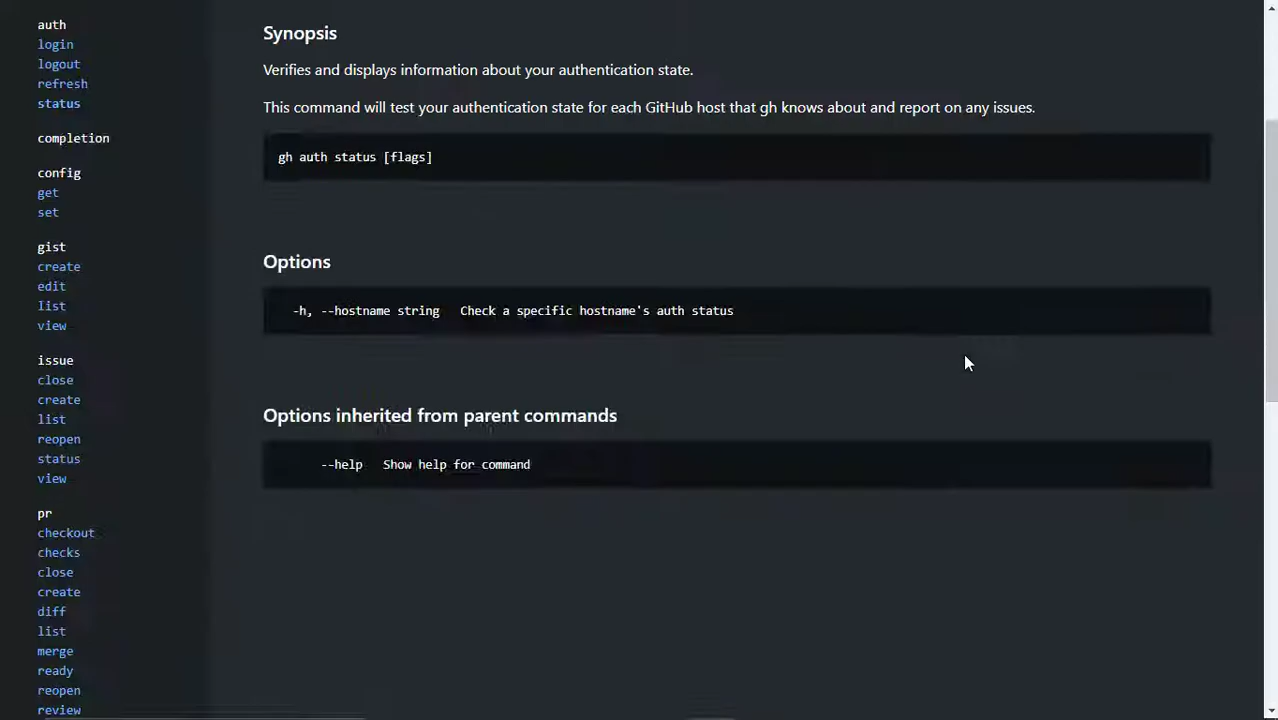 auth
login
logout
refresh
status
completion
config
get
set
gist
create
edit
list
view
issue
close
create
list
reopen
status
view
pr
checkout
checks
close
create
diff
list
merge
ready
reopen
review
Synopsis
Verifies and displays information about your authentication state.
This command will test your authentication state for each GitHub host that gh knows about and report on any issues.
gh auth status [flags]
Options
-h, --hostname string   Check a specific hostname's auth status
Options inherited from parent commands
--help   Show help for command